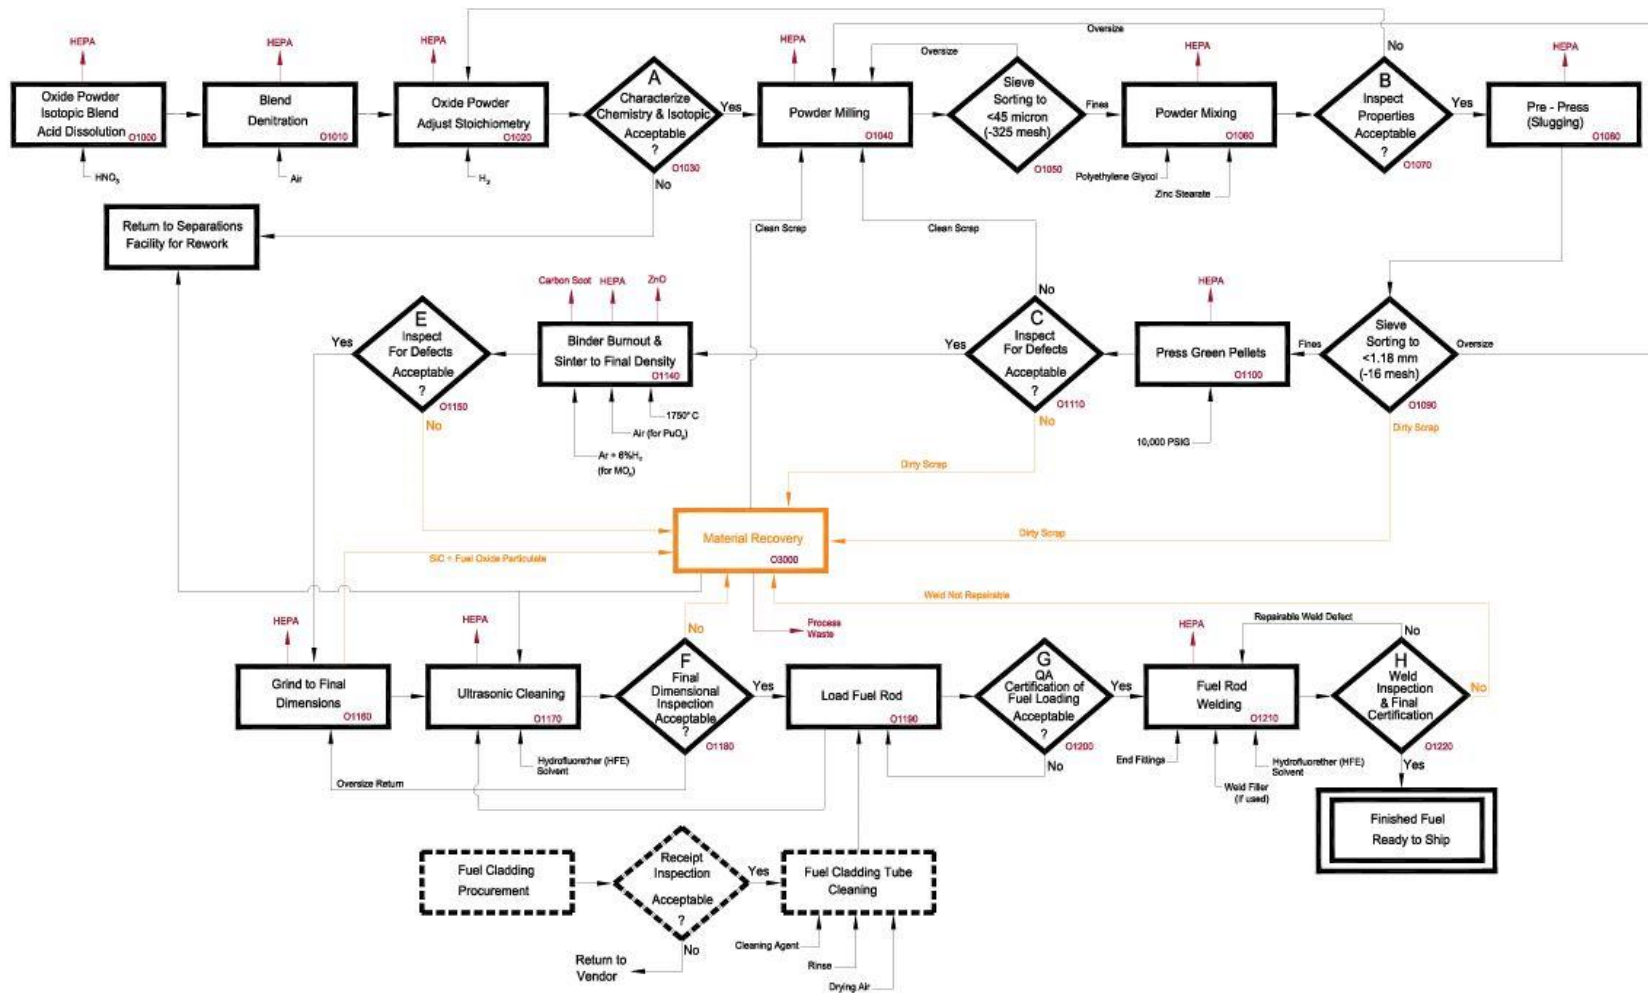 Oversize
No
HEPA
HEPA
HEPA
HEPA
Oversize
HEPA
HEPA
Oxide Powder
Isotopic Blend
Acid Dissolution
O1000
HNO3
Blend
Denitration
O1010
Air
Oxide Powder
Adjust Stoichiometry
O1020
H2
A
Characterize
Chemistry & Isotopic
Acceptable
?
O1030
Yes
No
Powder Milling
O1040
Sieve
Sorting to
<45 micron
(-325 mesh)
O1050
Fines
Powder Mixing
O1060
Polyethylene Glycol
Zinc Stearate
B
Inspect
Properties
Acceptable
?
O1070
Yes
Pre - Press
(Slugging)
O1080
Return to Separations
Facility for Rework
Clean Scrap
Clean Scrap
Carbon Soot
HEPA
ZnO
HEPA
E
Inspect
For Defects
Acceptable
?
O1150
Yes
No
Binder Burnout &
Sinter to Final Density
O1140
1750° C
Air (for PuO2)
(for MO2)
Yes
No
C
Inspect
For Defects
Acceptable
?
O1110
No
Press Green Pellets
O1100
10,000 PSIG
Fines
Sieve
Sorting to
<1.18 mm
(-16 mesh)
O1090
Oversize
Dirty Scrap
Dirty Scrap
Material Recovery
O3000
Dirty Scrap
SiC + Fuel Oxide Particulate
Weld Not Repairable
Process
Waste
HEPA
HEPA
No
HEPA
Repairable Weld Defect
No
Grind to Final
Dimensions
O1160
Ultrasonic Cleaning
O1170
Hydrofluorether (HFE)
Solvent
F
Final
Dimensional
Inspection
Acceptable
?
O1180
Yes
Oversize Return
Load Fuel Rod
O1190
G
QA
Certification of
Fuel Loading
Acceptable
?
O1200
Yes
No
Fuel Rod
Welding
O1210
End Fittings
Weld Filler
(If used)
Hydrofluorether (HFE)
Solvent
H
Weld
Inspection
& Final
Certification
O1220
No
Yes
Finished Fuel
Ready to Ship
Fuel Cladding
Procurement
Receipt
Inspection
Acceptable
?
Yes
No
Return to
Vendor
Fuel Cladding Tube
Cleaning
Cleaning Agent
Rinse
Drying Air